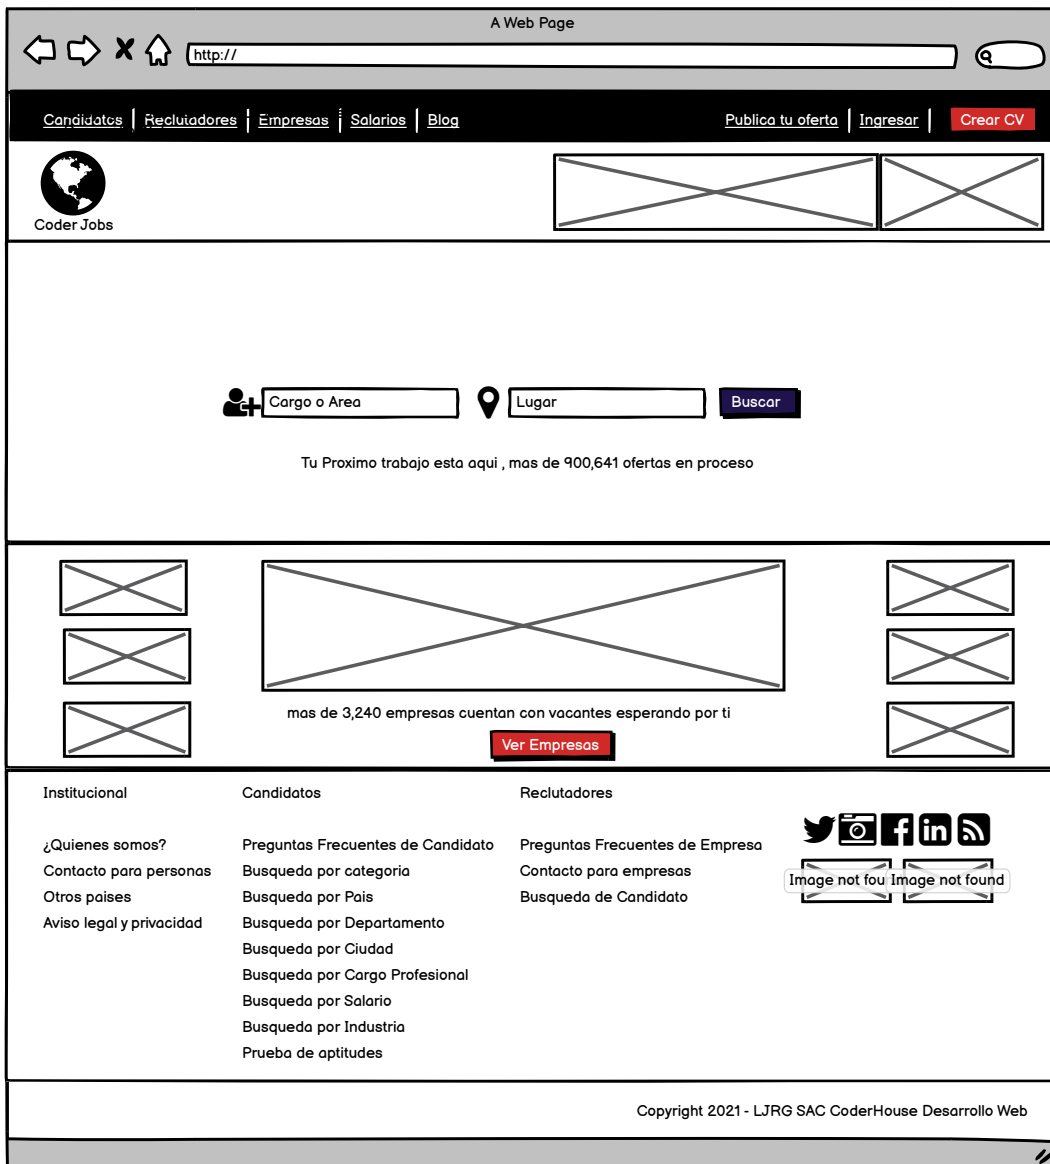 A Web Page
http://
Candidatos Reclutadores Empresas Salarios Blog Publica tu oferta Ingresar Crear CV
Coder Jobs
Cargo o Area Lugar Buscar
Tu Proximo trabajo esta aqui , mas de 900,641 ofertas en proceso
mas de 3,240 empresas cuentan con vacantes esperando por ti
Ver Empresas
Institucional
¿Quienes somos?
Contacto para personas
Otros paises
Aviso legal y privacidad
Candidatos
Preguntas Frecuentes de Candidato
Busqueda por categoria
Busqueda por Pais
Busqueda por Departamento
Busqueda por Ciudad
Busqueda por Cargo Profesional
Busqueda por Salario
Busqueda por Industria
Prueba de aptitudes
Reclutadores
Preguntas Frecuentes de Empresa
Contacto para empresas
Busqueda de Candidato
Image not fou Image not found
Copyright 2021 - LJRG SAC CoderHouse Desarrollo Web